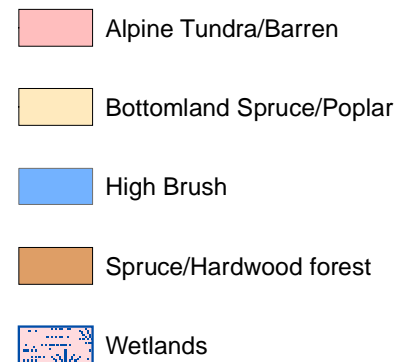 Alpine Tundra/Barren
Bottomland Spruce/Poplar
High Brush
Spruce/Hardwood forest
Wetlands